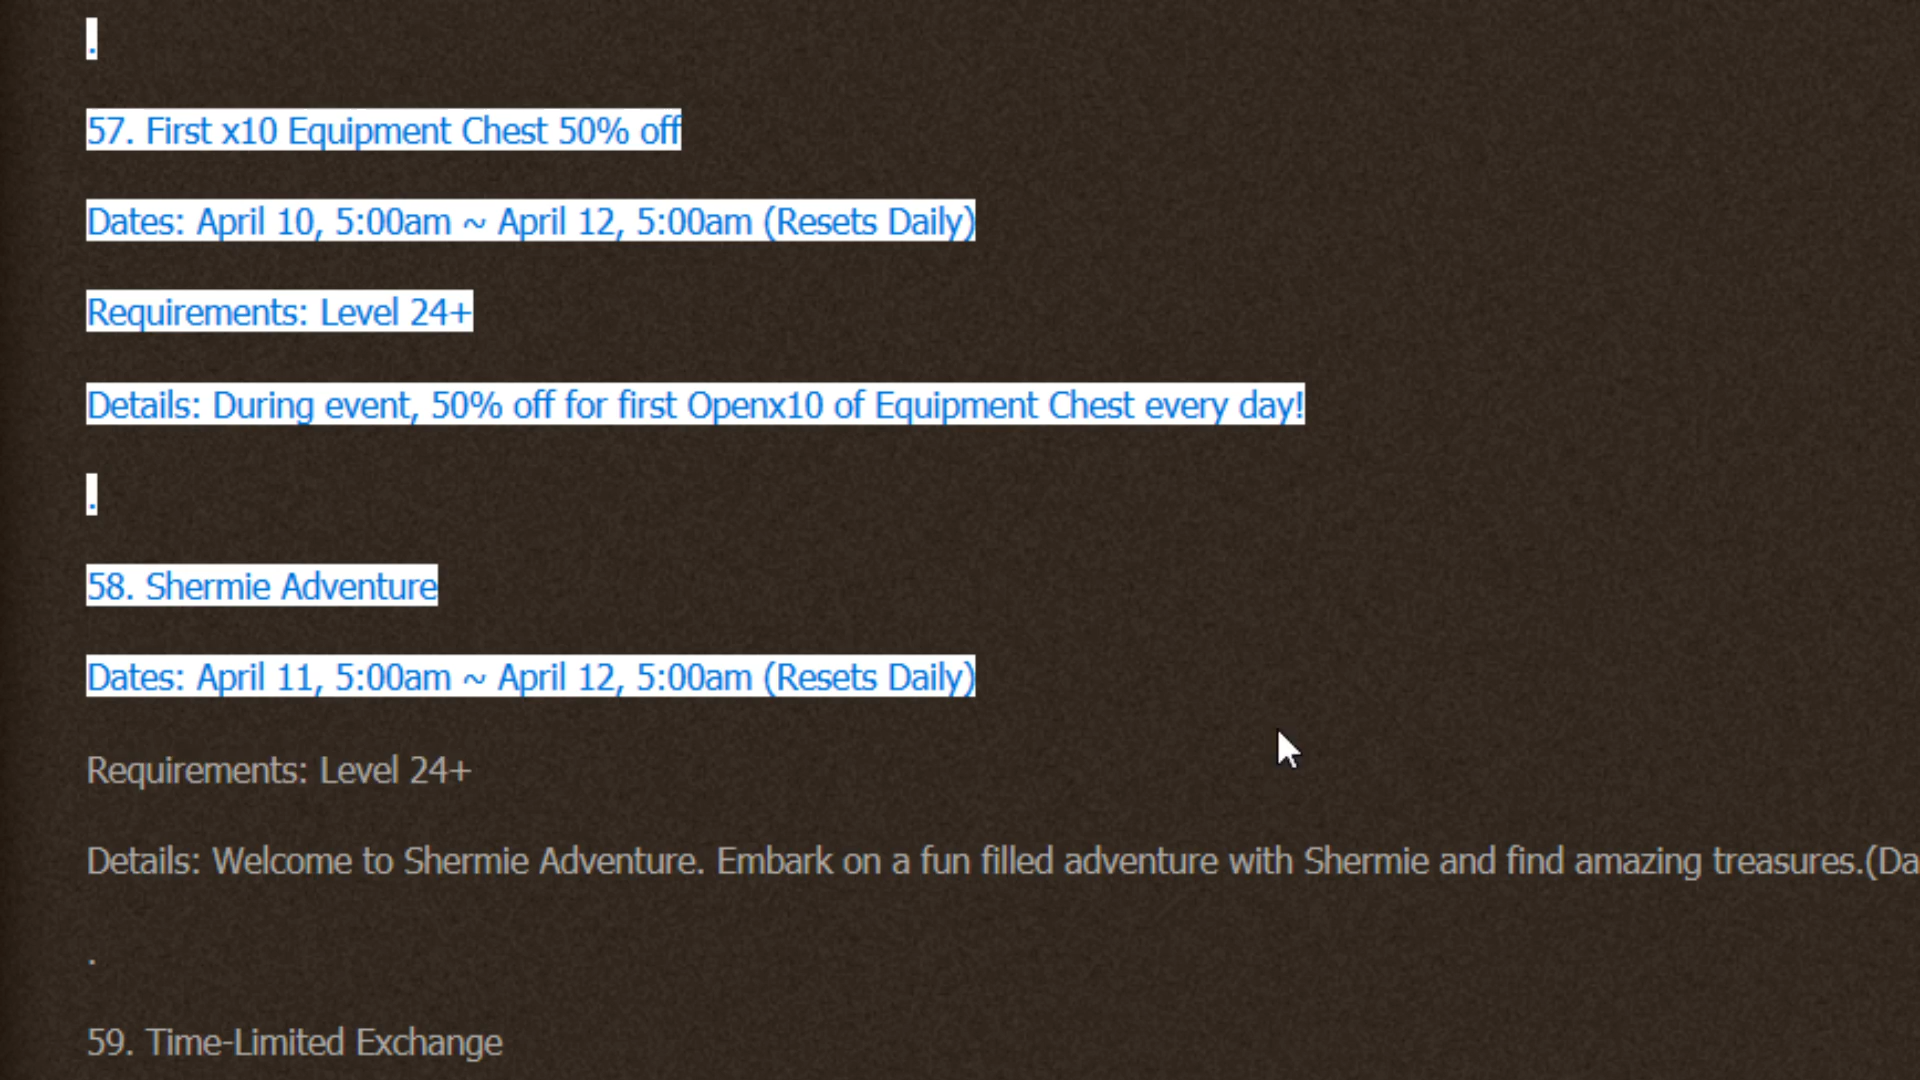 .
57. First x10 Equipment Chest 50% off
Dates: April 10, 5:00am ~ April 12, 5:00am (Resets Daily)
Requirements: Level 24+
Details: During event, 50% off for first Openx10 of Equipment Chest every day!
.
58. Shermie Adventure
Dates: April 11, 5:00am ~ April 12, 5:00am (Resets Daily)
Requirements: Level 24+
Details: Welcome to Shermie Adventure. Embark on a fun filled adventure with Shermie and find amazing treasures.(Da
.
59. Time-Limited Exchange